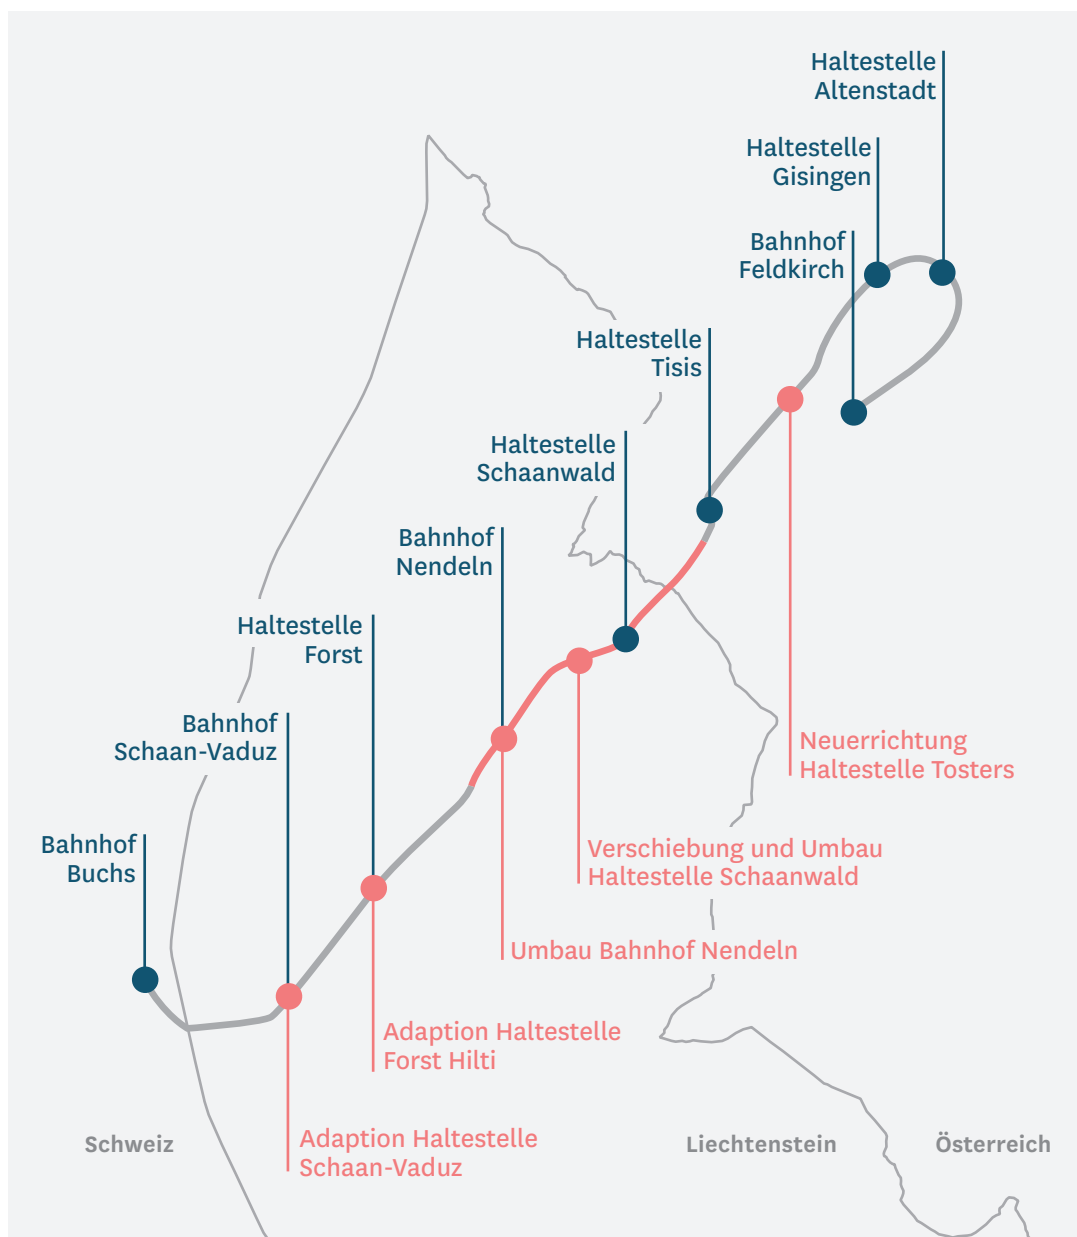 Haltestelle
Altenstadt
Haltestelle
Gisingen
Bahnhof
Feldkirch
Haltestelle
Tisis
Haltestelle
Schaanwald
Bahnhof
Nendeln
Haltestelle
Forst
Bahnhof
Schaan-Vaduz
Bahnhof
Buchs
Neuerrichtung
Haltestelle Tosters
Verschiebung und Umbau
Haltestelle Schaanwald
Umbau Bahnhof Nendeln
Adaption Haltestelle
Forst Hilti
Adaption Haltestelle
Schaan-Vaduz
Schweiz
Liechtenstein
Österreich